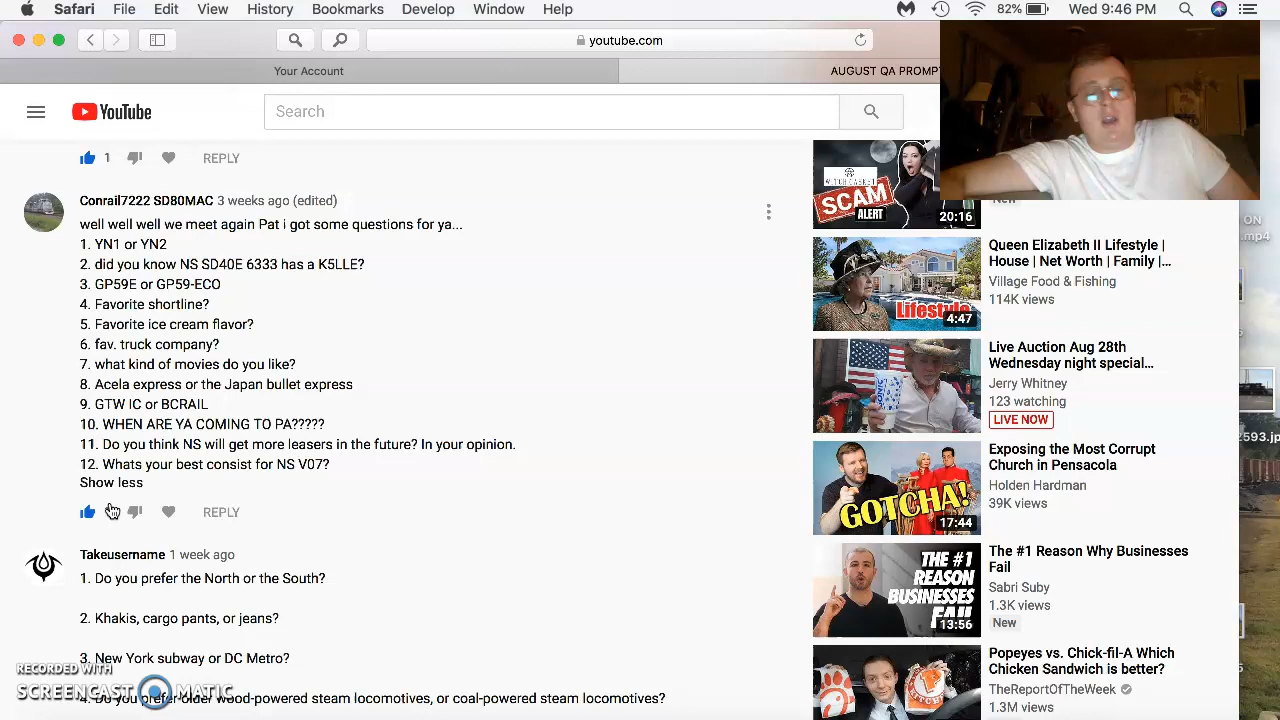 Safari File Edit View History Bookmarks Develop Window Help 82% Wed 9:46 PM
youtube.com
Your Account AUGUST QA PROMP
YouTube Search
1 REPLY
Conrail7222 SD80MAC 3 weeks ago (edited)
well well well we meet again Pat i got some questions for ya...
1. YN1 or YN2
2. did you know NS SD40E 6333 has a K5LLE?
3. GP59E or GP59-ECO
4. Favorite shortline?
5. Favorite ice cream flavor?
6. fav. truck company?
7. what kind of movies do you like?
8. Acela express or the Japan bullet express
9. GTW IC or BCRAIL
10. WHEN ARE YA COMING TO PA?????
11. Do you think NS will get more leasers in the future? In your opinion.
12. Whats your best consist for NS V07?
Show less
REPLY
Takeusername 1 week ago
1. Do you prefer the North or the South?
2. Khakis, cargo pants, or jeans?
3. New York subway or DC Metro?
-powered steam locomotives, or coal-powered steam locomotives?
RECORDED WITH
SCREENCAST MATIC
WITCH CASKET
SCAM
ALERT
20:16
New
Lifestyle
4:47
Queen Elizabeth II Lifestyle |
House | Net Worth | Family |...
Village Food & Fishing
114K views
SONIC
Live Auction Aug 28th
Wednesday night special...
Jerry Whitney
123 watching
LIVE NOW
GOTCHA!
17:44
Exposing the Most Corrupt
Church in Pensacola
Holden Hardman
39K views
THE #1
REASON
BUSINESSES
FAIL
13:56
The #1 Reason Why Businesses
Fail
Sabri Suby
1.3K views
New
Popeyes vs. Chick-fil-A Which
Chicken Sandwich is better?
TheReportOfTheWeek
1.3M views
ON
.mp4
2593.jp